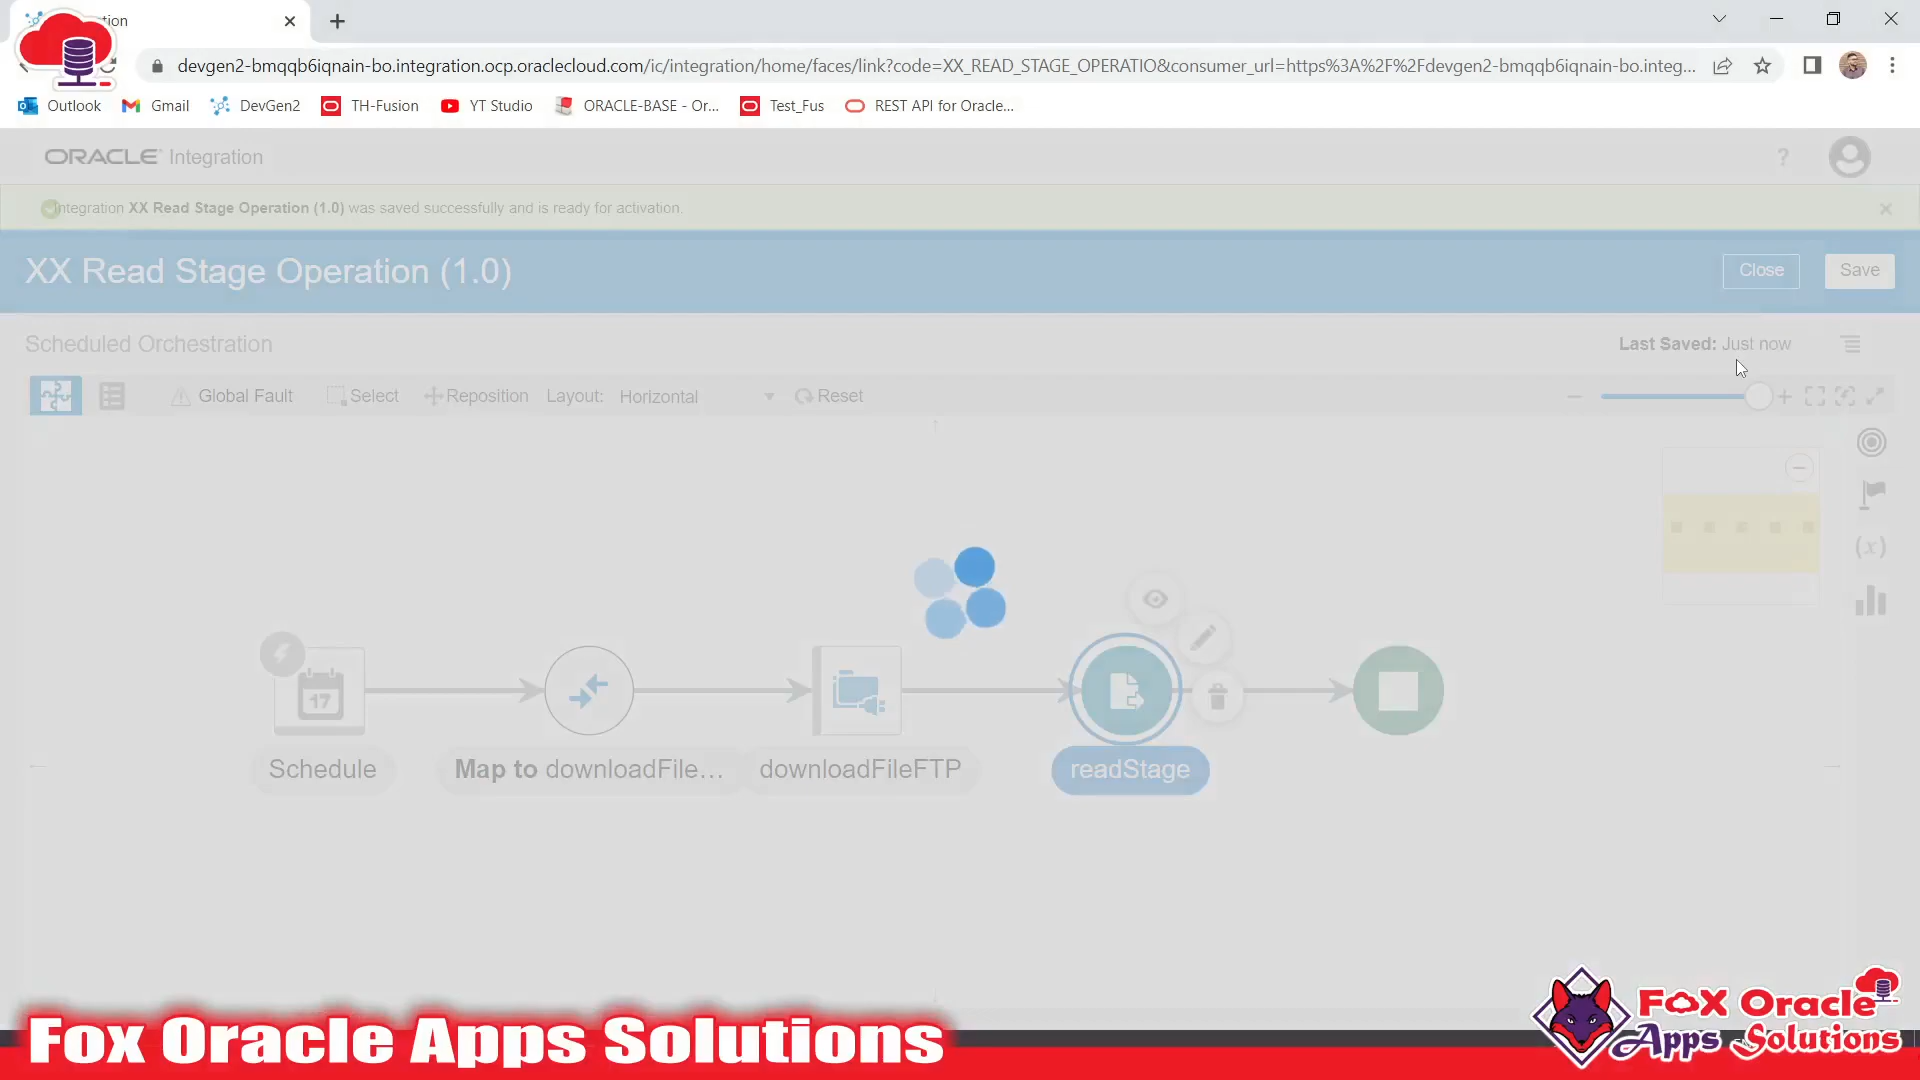 devgen2-bmqqb6iqnain-bo.integration.ocp.oraclecloud.com/ic/integration/home/faces/link?code=XX_READ_STAGE_OPERATIO&consumer_url=https%3A%2F%2Fdevgen2-bmqqb6iqnain-bo.integ...
Outlook Gmail DevGen2 TH-Fusion YT Studio ORACLE-BASE - Or... Test_Fus REST API for Oracle...
ORACLE Integration ?
Integration XX Read Stage Operation (1.0) was saved successfully and is ready for activation.
XX Read Stage Operation (1.0) Close Save
Scheduled Orchestration Last Saved: Just now
Global Fault Select Reposition Layout: Horizontal Reset
(x)
17
Schedule Map to downloadFile... downloadFileFTP readStage
Fox Oracle Apps Solutions
Fox Oracle
Apps Solutions